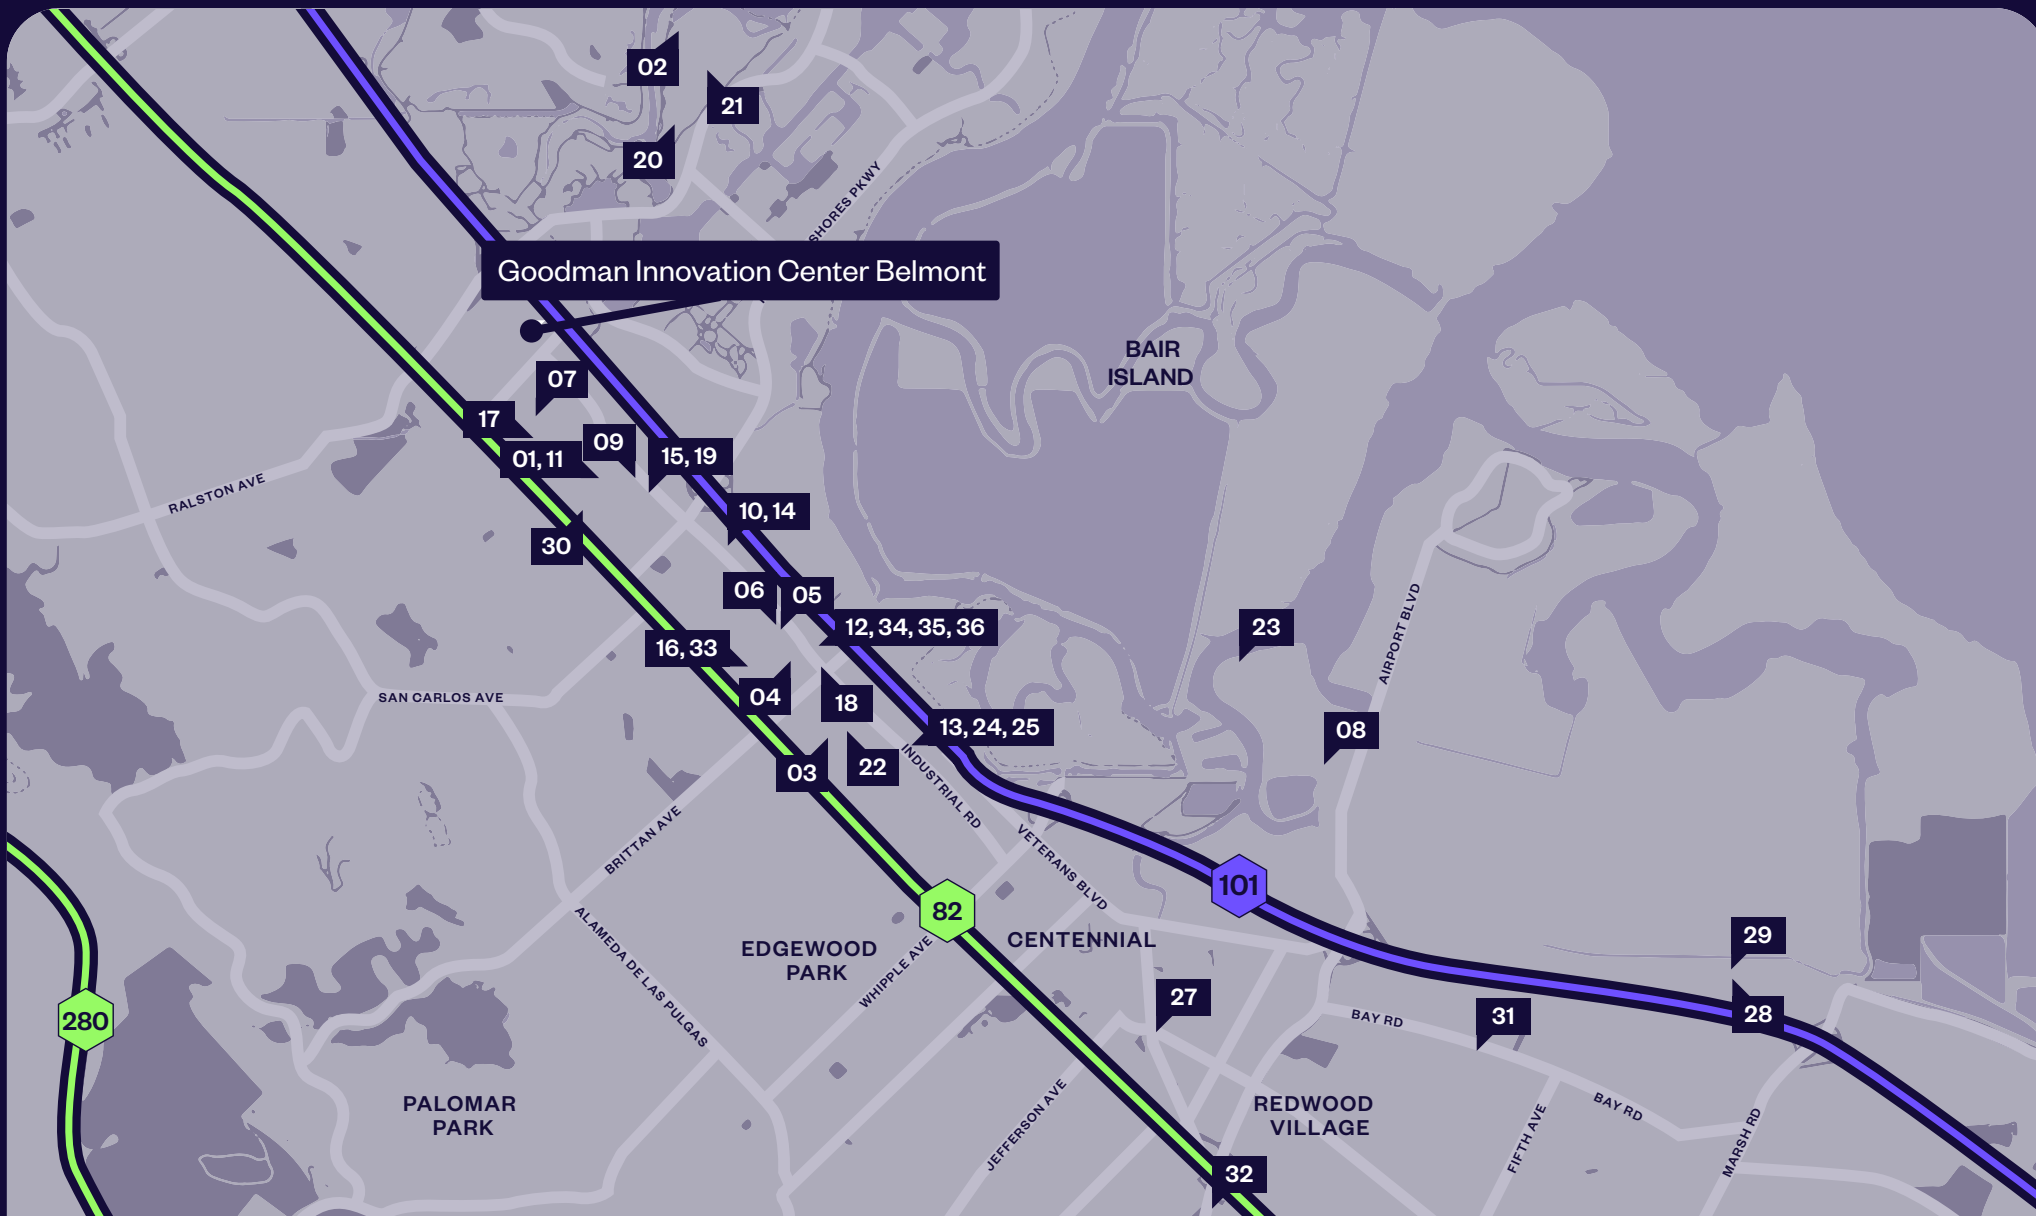 02
21
20
SHORES PKWY
Goodman Innovation Center Belmont
BAIR
ISLAND
07
17
09
01, 11
15, 19
RALSTON AVE
10, 14
30
06
05
12, 34, 35, 36
23
AIRPORT BLVD
16, 33
04
SAN CARLOS AVE
18
13, 24, 25
08
03
22
INDUSTRIAL RD
BRITTAN AVE
VETERANS BLVD
101
82
ALAMEDA DE LAS PULGAS
EDGEWOOD
PARK
CENTENNIAL
WHIPPLE AVE
29
27
280
BAY RD
31
28
PALOMAR
PARK
JEFFERSON AVE
REDWOOD
VILLAGE
BAY RD
FIFTH AVE
MARSH RD
32